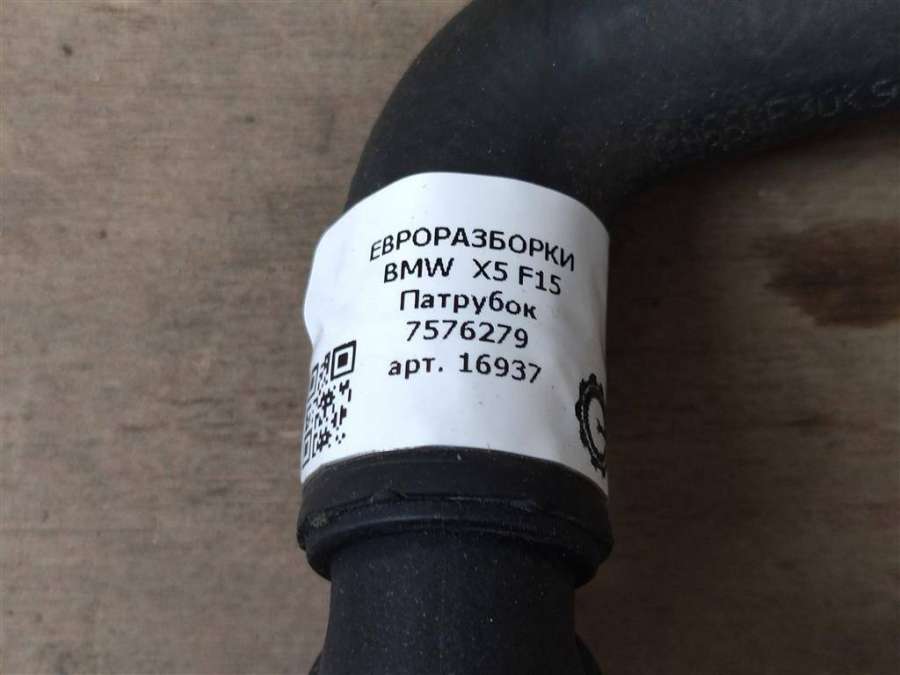 ЕВРОРАЗБОРКИ
BMW X5 F15
Патрубок
7576279
арт. 16937